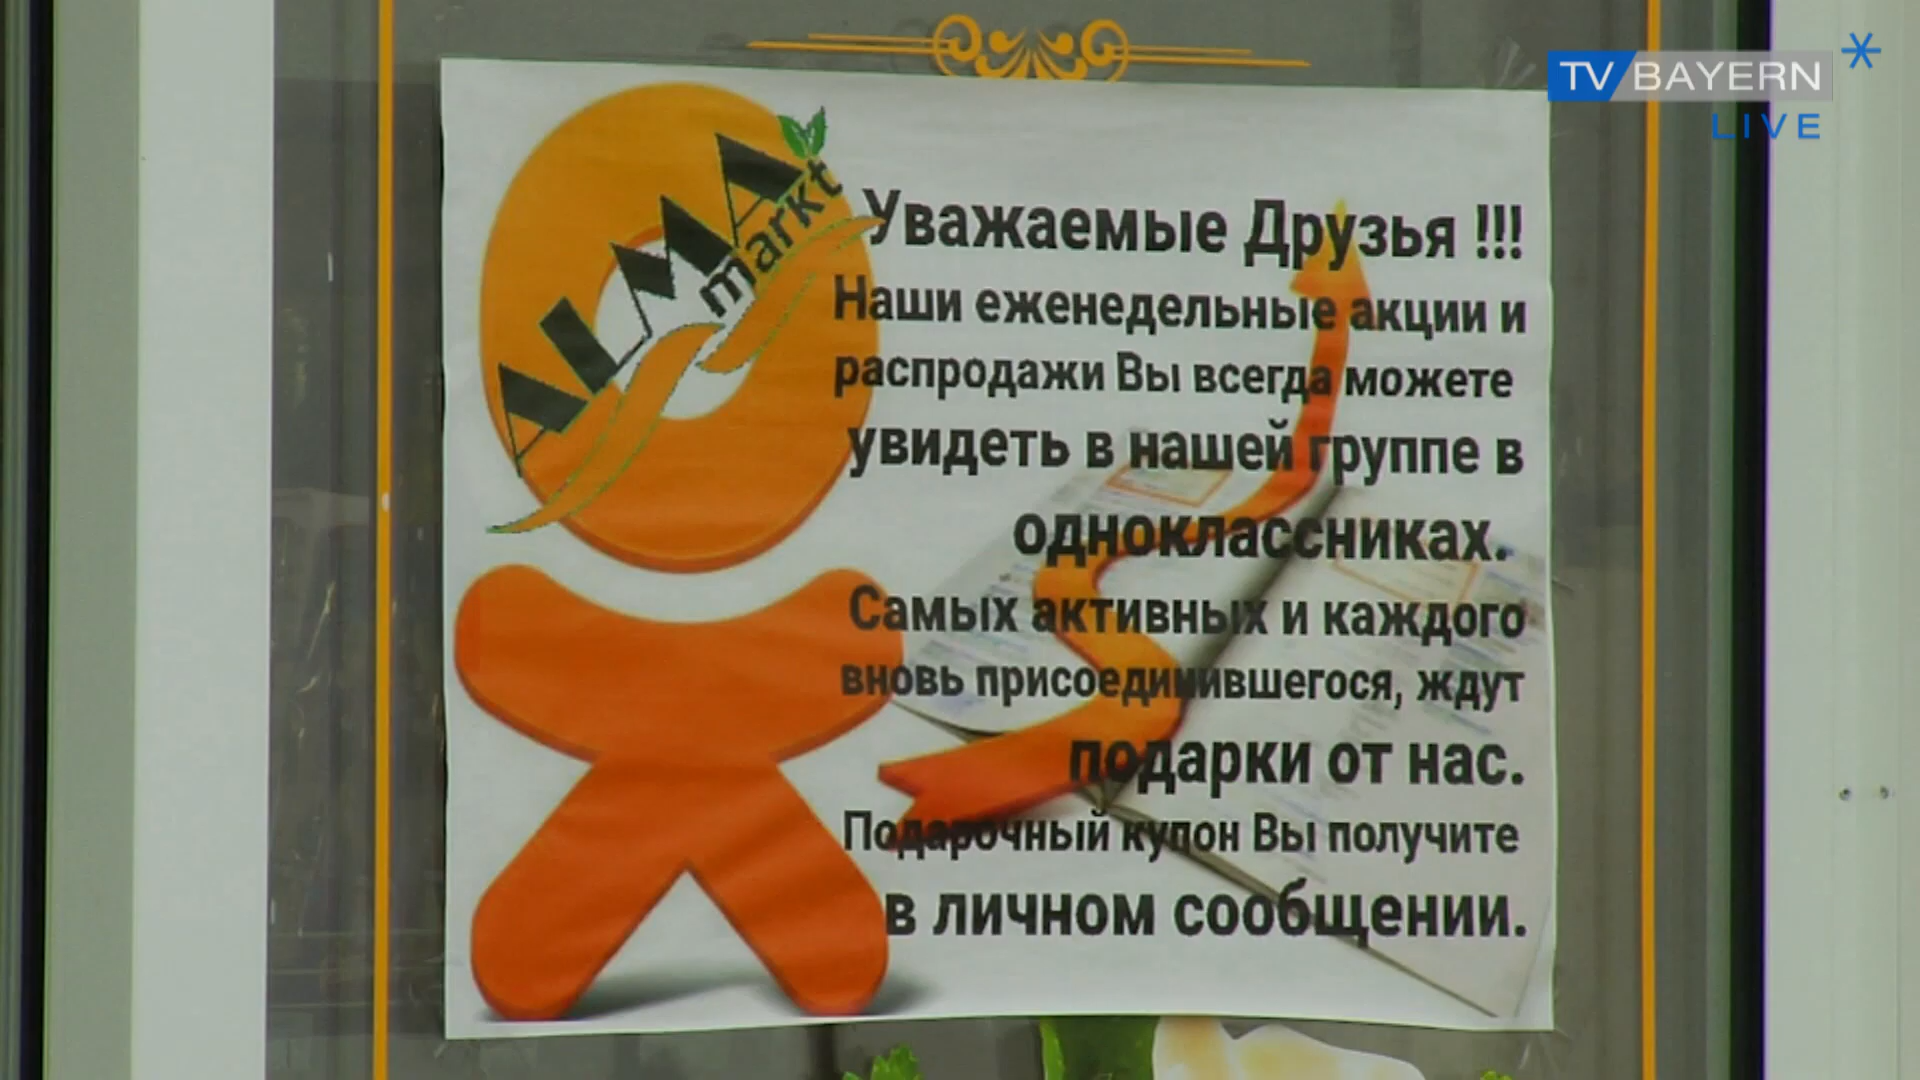 TV BAYERN
LIVE
ALMA
markt
Уважаемые Друзья !!!
Наши еженедельные акции и
распродажи Вы всегда можете
увидеть в нашей группе в
одноклассниках.
Самых активных и каждого
вновь присоединившегося, ждут
подарки от нас.
Подарочный купон Вы получите
в личном сообщении.